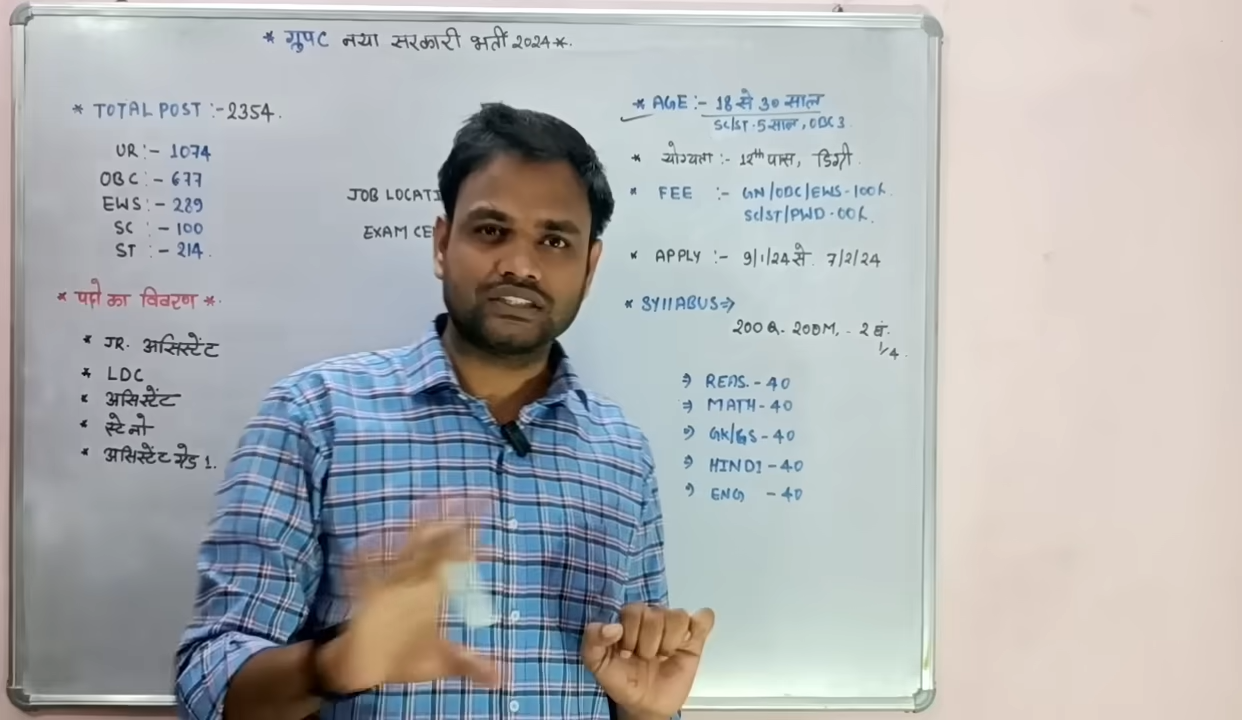 * ग्रुप C नया सरकारी भर्ती 2024 *.
* TOTAL POST :- 2354.
UR :- 1074
OBC :- 677
EWS :- 289
SC :- 100
ST :- 214.
* पदो का विवरण *
* JR. असिस्टेंट
* LDC
* असिस्टेंट
* स्टेनो
* असिस्टेंट ग्रेड 1.
JOB LOCATI
EXAM CE
* AGE :- 18 से 30 साल
SC/ST. 5 साल, OBC 3.
* योग्यता :- 12th पास, डिग्री.
* FEE :- GN/OBC/EWS - 100/.
SC/ST/PWD - 00/.
* APPLY :- 9/1/24 से 7/2/24
* SYLLABUS ⇒
200 Q - 200 M. - 2 घं.
1/4.
⇒ REAS. - 40
⇒ MATH - 40
⇒ GK/GS - 40
⇒ HINDI - 40
⇒ ENG - 40